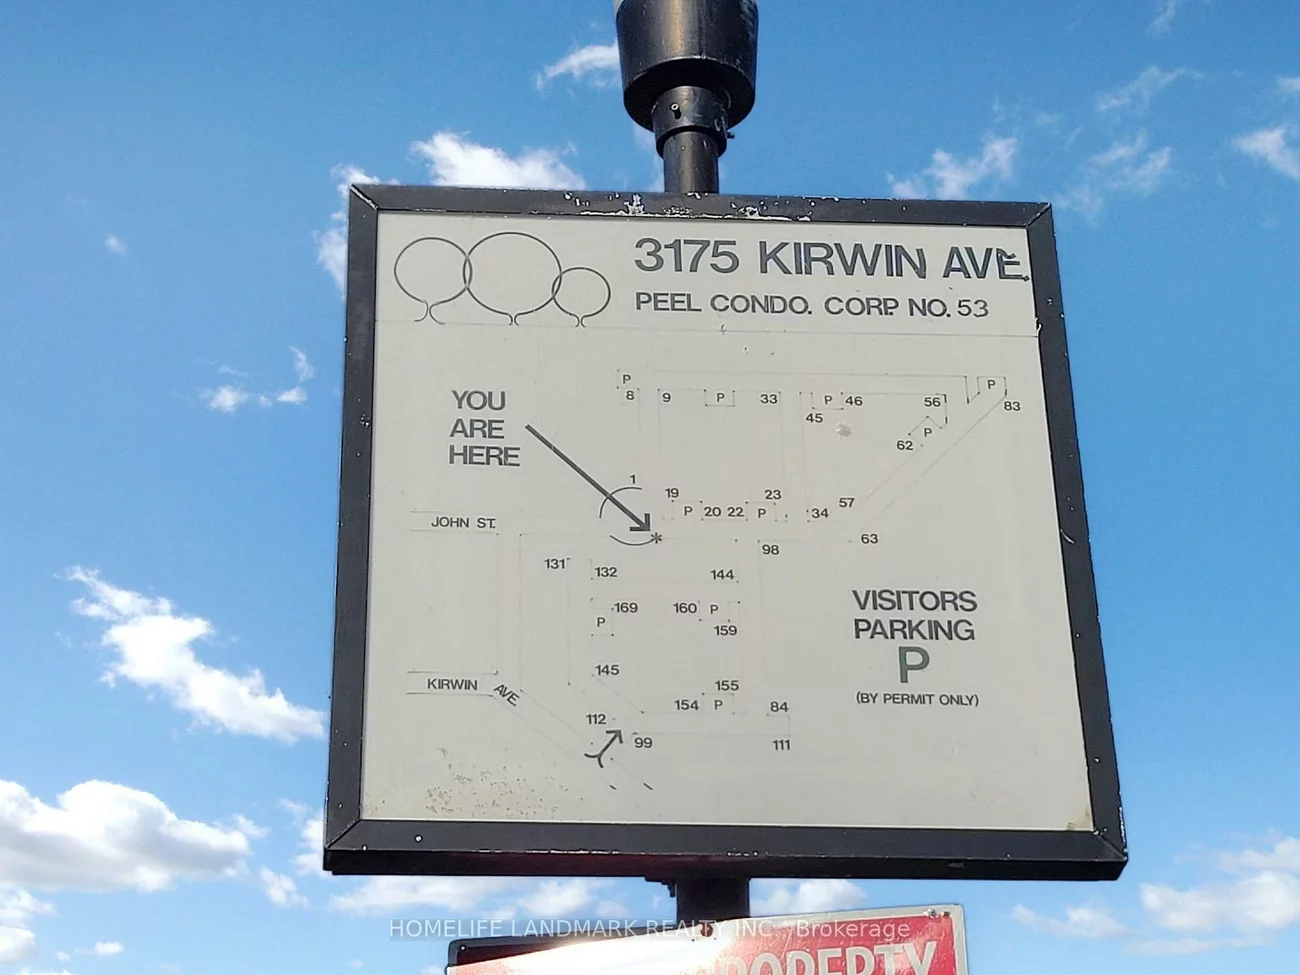 3175 KIRWIN AVE.
PEEL CONDO. CORP. NO. 53
YOU
ARE
HERE
P
8
9
P
33
P
46
45
56
P
83
P
62
1
19
P
20
22
23
P
34
57
63
JOHN ST.
98
131
132
144
169
160
P
P
159
VISITORS
PARKING
P
(BY PERMIT ONLY)
145
KIRWIN AVE.
155
154
P
84
112
99
111
HOMELIFE LANDMARK REALTY INC., Brokerage
PROPERTY